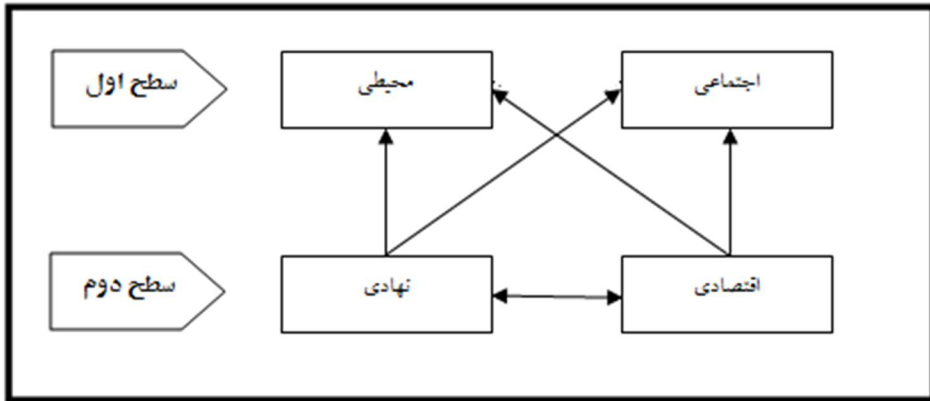 سطح اول
محیطی
اجتماعی
سطح دوم
نهادی
اقتصادی